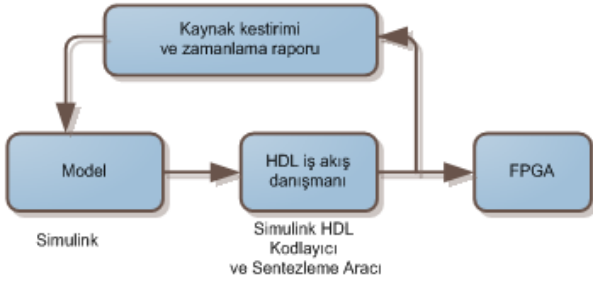 Kaynak kestirimi
ve zamanlama raporu
Model
HDL iş akış
danışmanı
FPGA
Simulink
Simulink HDL
Kodlayıcı
ve Sentezleme Aracı